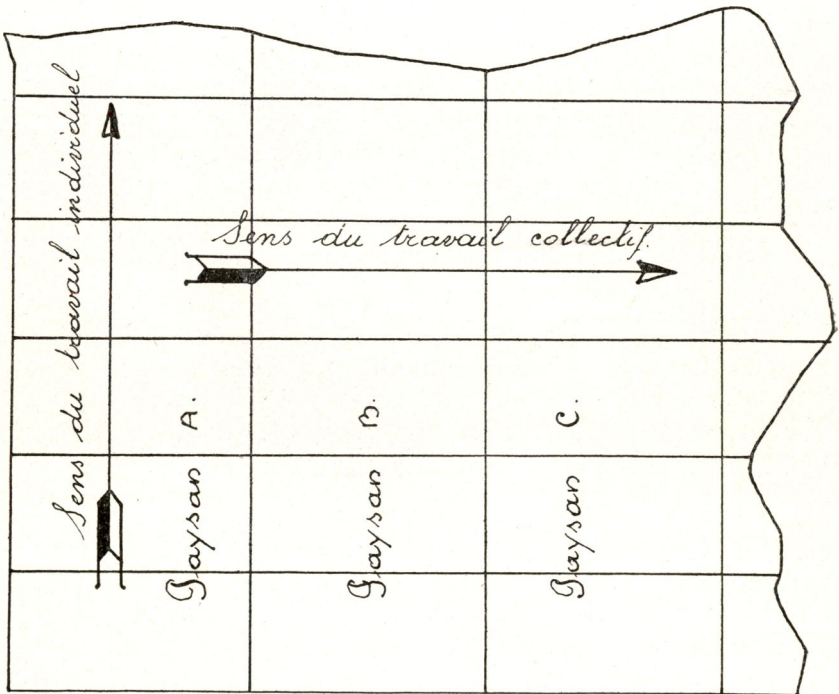 Sens du travail individuel
Sens du travail collectif.
Paysan A.
Paysan B.
Paysan C.